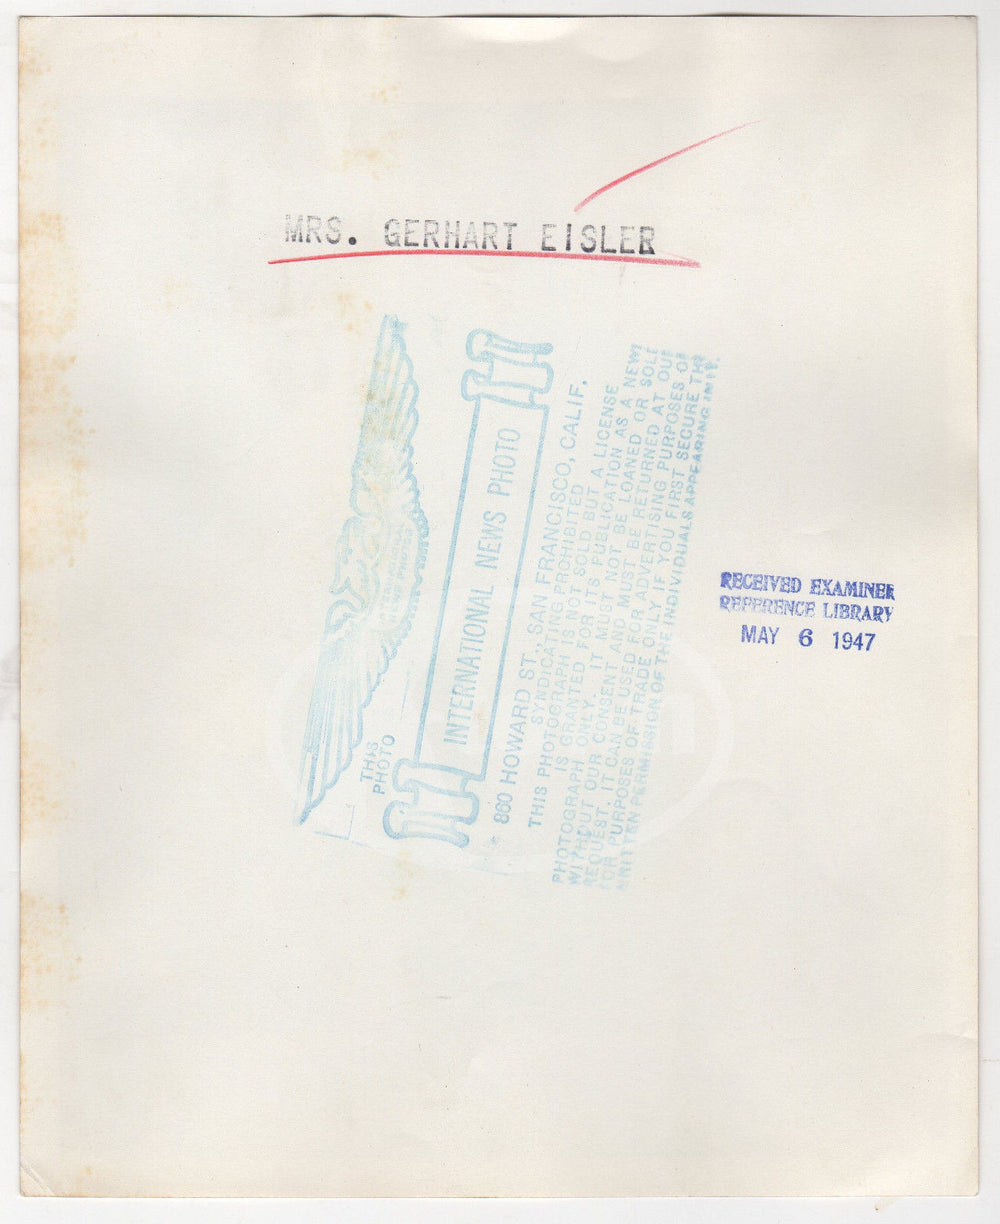 MRS. GERHART EISLER
INTERNATIONAL NEWS PHOTO
THIS
PHOTO
INTERNATIONAL NEWS PHOTO
860 HOWARD ST., SAN FRANCISCO, CALIF.
SYNDICATING PROHIBITED
THIS PHOTOGRAPH IS NOT SOLD BUT A LICENSE
IS GRANTED FOR ITS PUBLICATION AS A NEWS
PHOTOGRAPH ONLY. IT MUST NOT BE LOANED OR SOLD
WITHOUT OUR CONSENT AND MUST BE RETURNED AT OUR
REQUEST, IT CAN BE USED FOR ADVERTISING PURPOSES OR
FOR PURPOSES OF TRADE ONLY IF YOU FIRST SECURE THE
WRITTEN PERMISSION OF THE INDIVIDUALS APPEARING IN IT.
RECEIVED EXAMINER
REFERENCE LIBRARY
MAY 6 1947